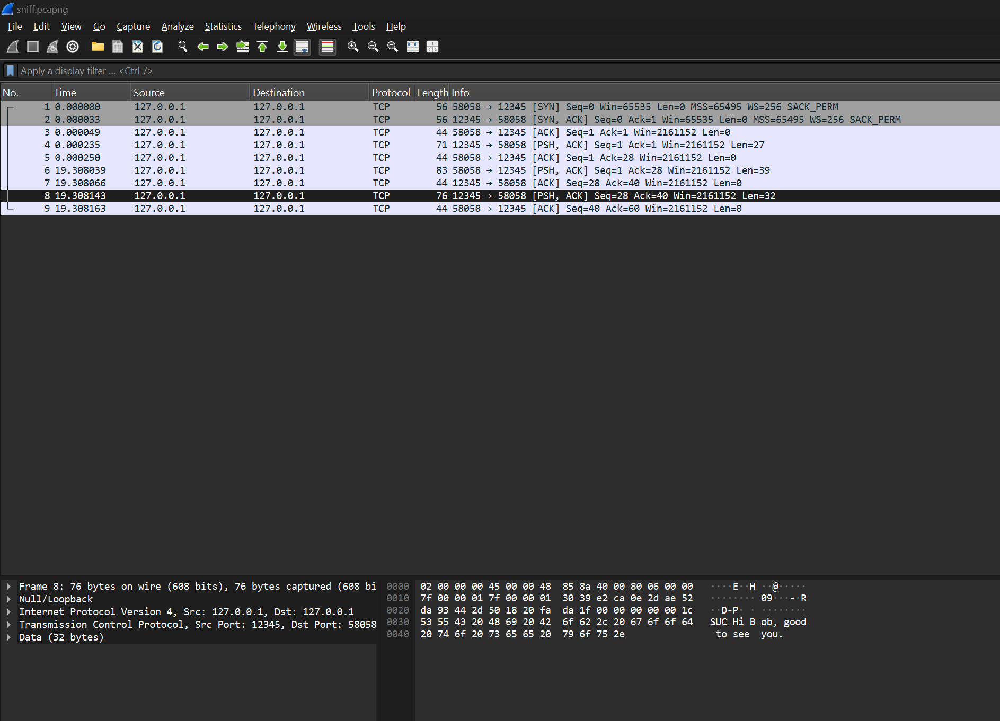 sniff.pcapng
File Edit View Go Capture Analyze Statistics Telephony Wireless Tools Help
Apply a display filter ... <Ctrl-/>
No. Time Source Destination Protocol Length Info
1 0.000000 127.0.0.1 127.0.0.1 TCP 56 58058 → 12345 [SYN] Seq=0 Win=65535 Len=0 MSS=65495 WS=256 SACK_PERM
2 0.000033 127.0.0.1 127.0.0.1 TCP 56 12345 → 58058 [SYN, ACK] Seq=0 Ack=1 Win=65535 Len=0 MSS=65495 WS=256 SACK_PERM
3 0.000049 127.0.0.1 127.0.0.1 TCP 44 58058 → 12345 [ACK] Seq=1 Ack=1 Win=2161152 Len=0
4 0.000235 127.0.0.1 127.0.0.1 TCP 71 12345 → 58058 [PSH, ACK] Seq=1 Ack=1 Win=2161152 Len=27
5 0.000250 127.0.0.1 127.0.0.1 TCP 44 58058 → 12345 [ACK] Seq=1 Ack=28 Win=2161152 Len=0
6 19.308039 127.0.0.1 127.0.0.1 TCP 83 58058 → 12345 [PSH, ACK] Seq=1 Ack=28 Win=2161152 Len=39
7 19.308066 127.0.0.1 127.0.0.1 TCP 44 12345 → 58058 [ACK] Seq=28 Ack=40 Win=2161152 Len=0
8 19.308143 127.0.0.1 127.0.0.1 TCP 76 12345 → 58058 [PSH, ACK] Seq=28 Ack=40 Win=2161152 Len=32
9 19.308163 127.0.0.1 127.0.0.1 TCP 44 58058 → 12345 [ACK] Seq=40 Ack=60 Win=2161152 Len=0
Frame 8: 76 bytes on wire (608 bits), 76 bytes captured (608 bi
Null/Loopback
Internet Protocol Version 4, Src: 127.0.0.1, Dst: 127.0.0.1
Transmission Control Protocol, Src Port: 12345, Dst Port: 58058
Data (32 bytes)
0000 02 00 00 00 45 00 00 48 85 8a 40 00 80 06 00 00 ····E··H ··@·····
0010 7f 00 00 01 7f 00 00 01 30 39 e2 ca 0e 2d ae 52 ········ 09···-·R
0020 da 93 44 2d 50 18 20 fa da 1f 00 00 00 00 00 1c ··D-P· · ········
0030 53 55 43 20 48 69 20 42 6f 62 2c 20 67 6f 6f 64 SUC Hi B ob, good
0040 20 74 6f 20 73 65 65 20 79 6f 75 2e to see you.